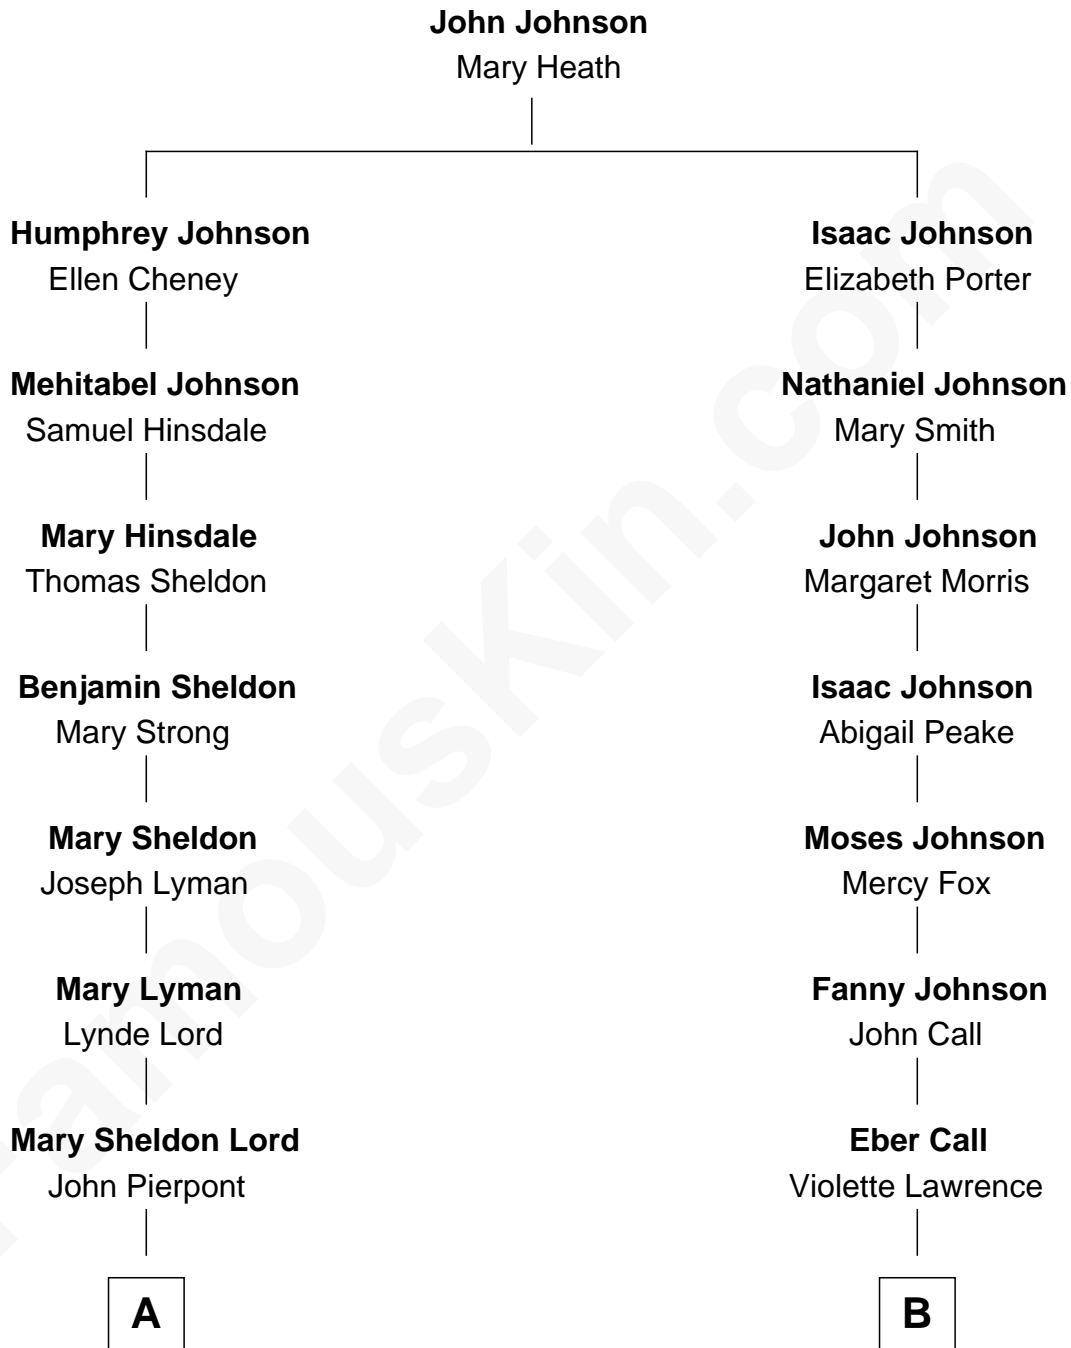 John Johnson
Mary Heath
Humphrey Johnson
Ellen Cheney
Isaac Johnson
Elizabeth Porter
Mehitabel Johnson
Samuel Hinsdale
Nathaniel Johnson
Mary Smith
Mary Hinsdale
Thomas Sheldon
John Johnson
Margaret Morris
Benjamin Sheldon
Mary Strong
Isaac Johnson
Abigail Peake
Mary Sheldon
Joseph Lyman
Moses Johnson
Mercy Fox
Mary Lyman
Lynde Lord
Fanny Johnson
John Call
Mary Sheldon Lord
John Pierpont
Eber Call
Violette Lawrence
A
B
FamousKin.com